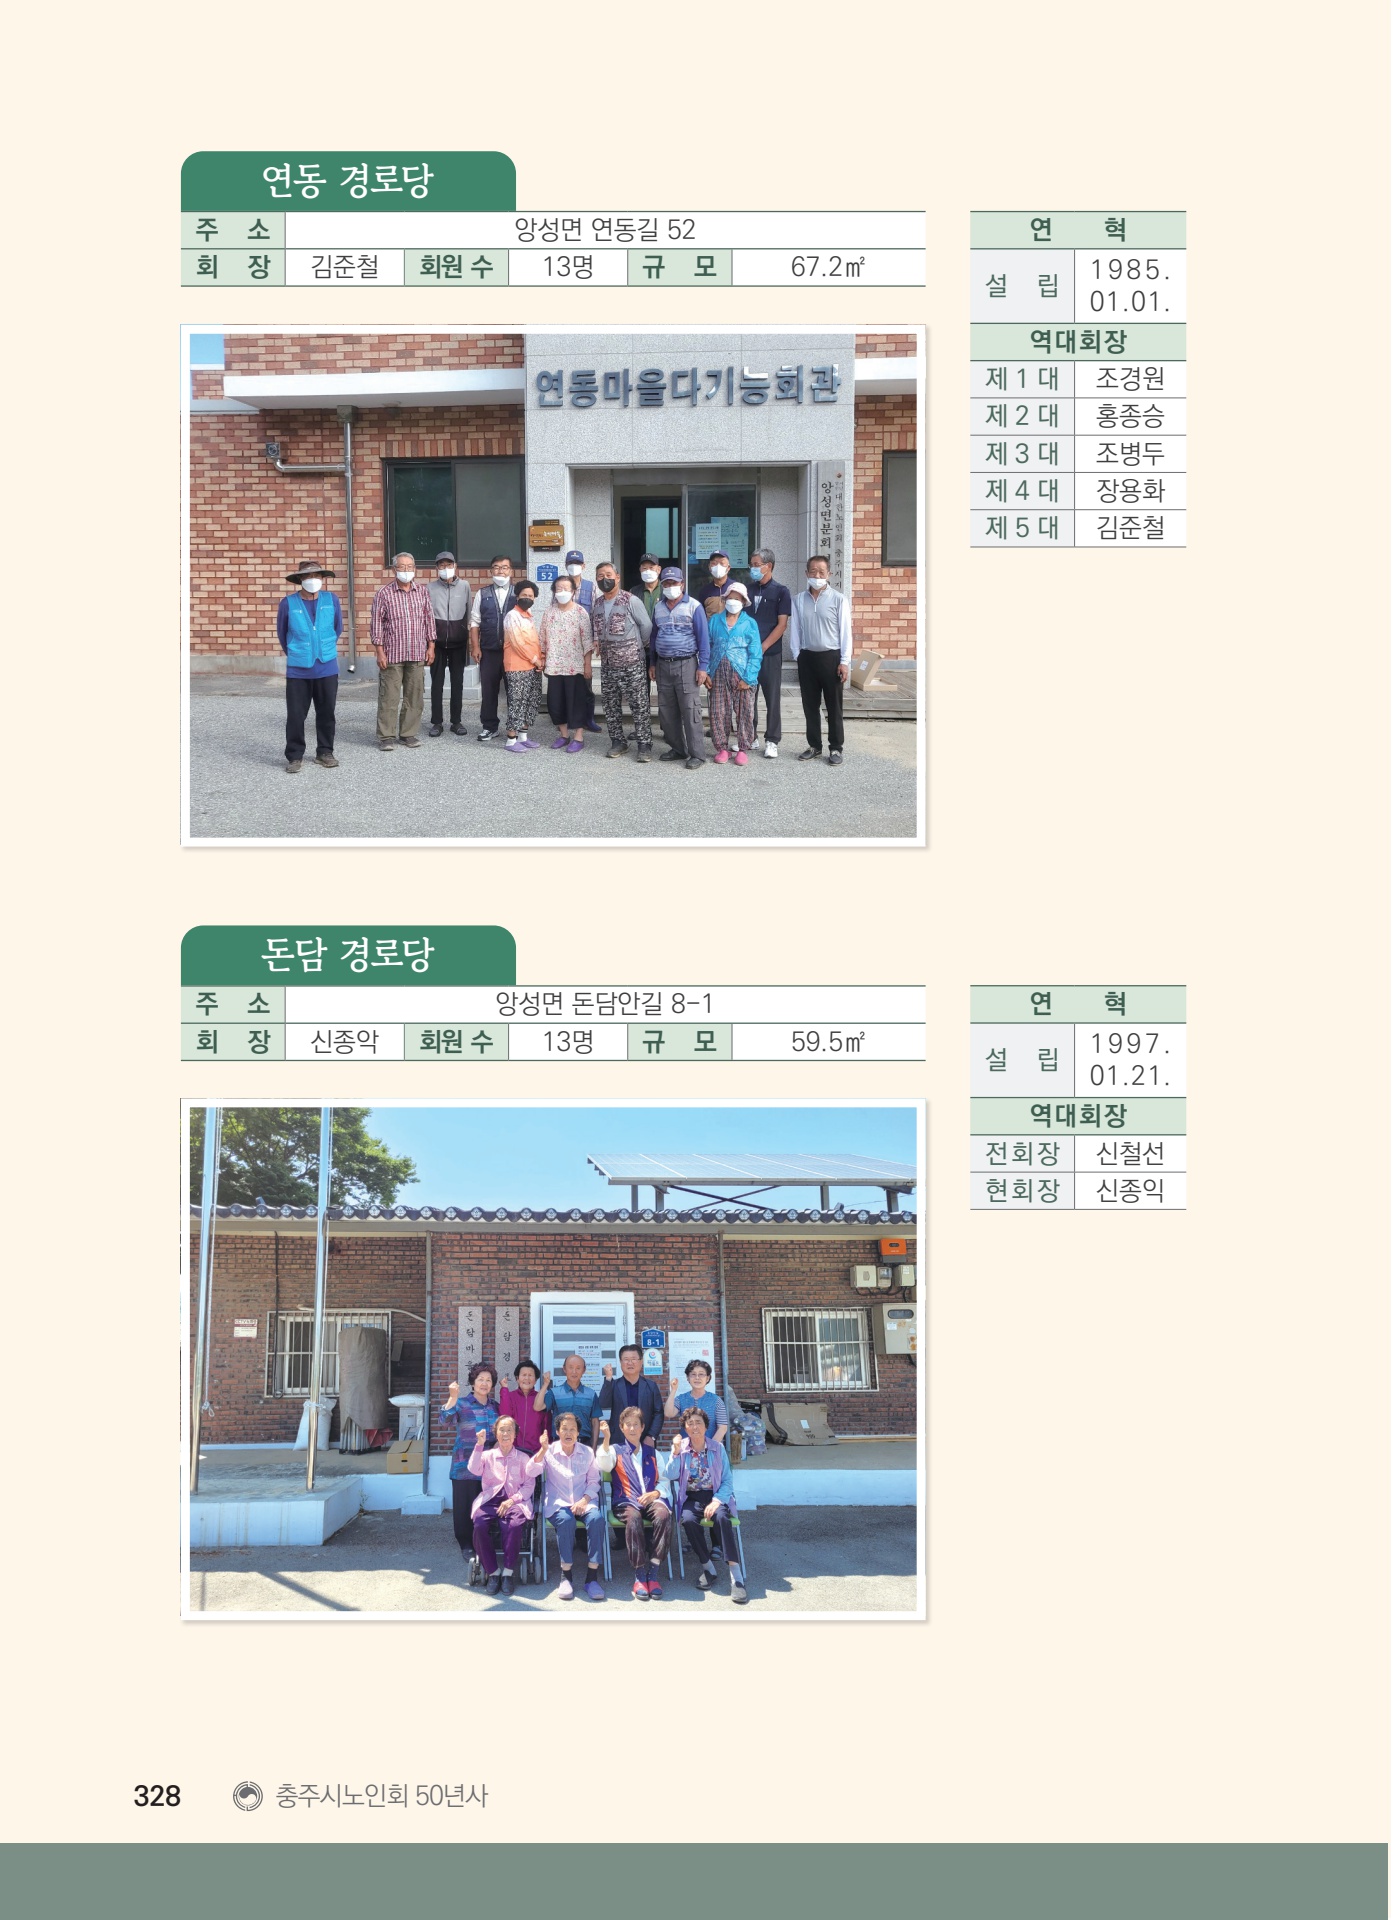 연동 경로당
주 소 앙성면 연동길 52
회 장 김준철 회원 수 13명 규 모 67.2㎡
연 혁
설 립 1985.
01.01.
역대회장
제 1 대 조경원
제 2 대 홍종승
제 3 대 조병두
제 4 대 장용화
제 5 대 김준철
연동마을다기능회관
앙성면분회
52
돈담 경로당
주 소 앙성면 돈담안길 8-1
회 장 신종악 회원 수 13명 규 모 59.5㎡
연 혁
설 립 1997.
01.21.
역대회장
전회장 신철선
현회장 신종익
돈담마을
돈담경
8-1
328 충주시노인회 50년사